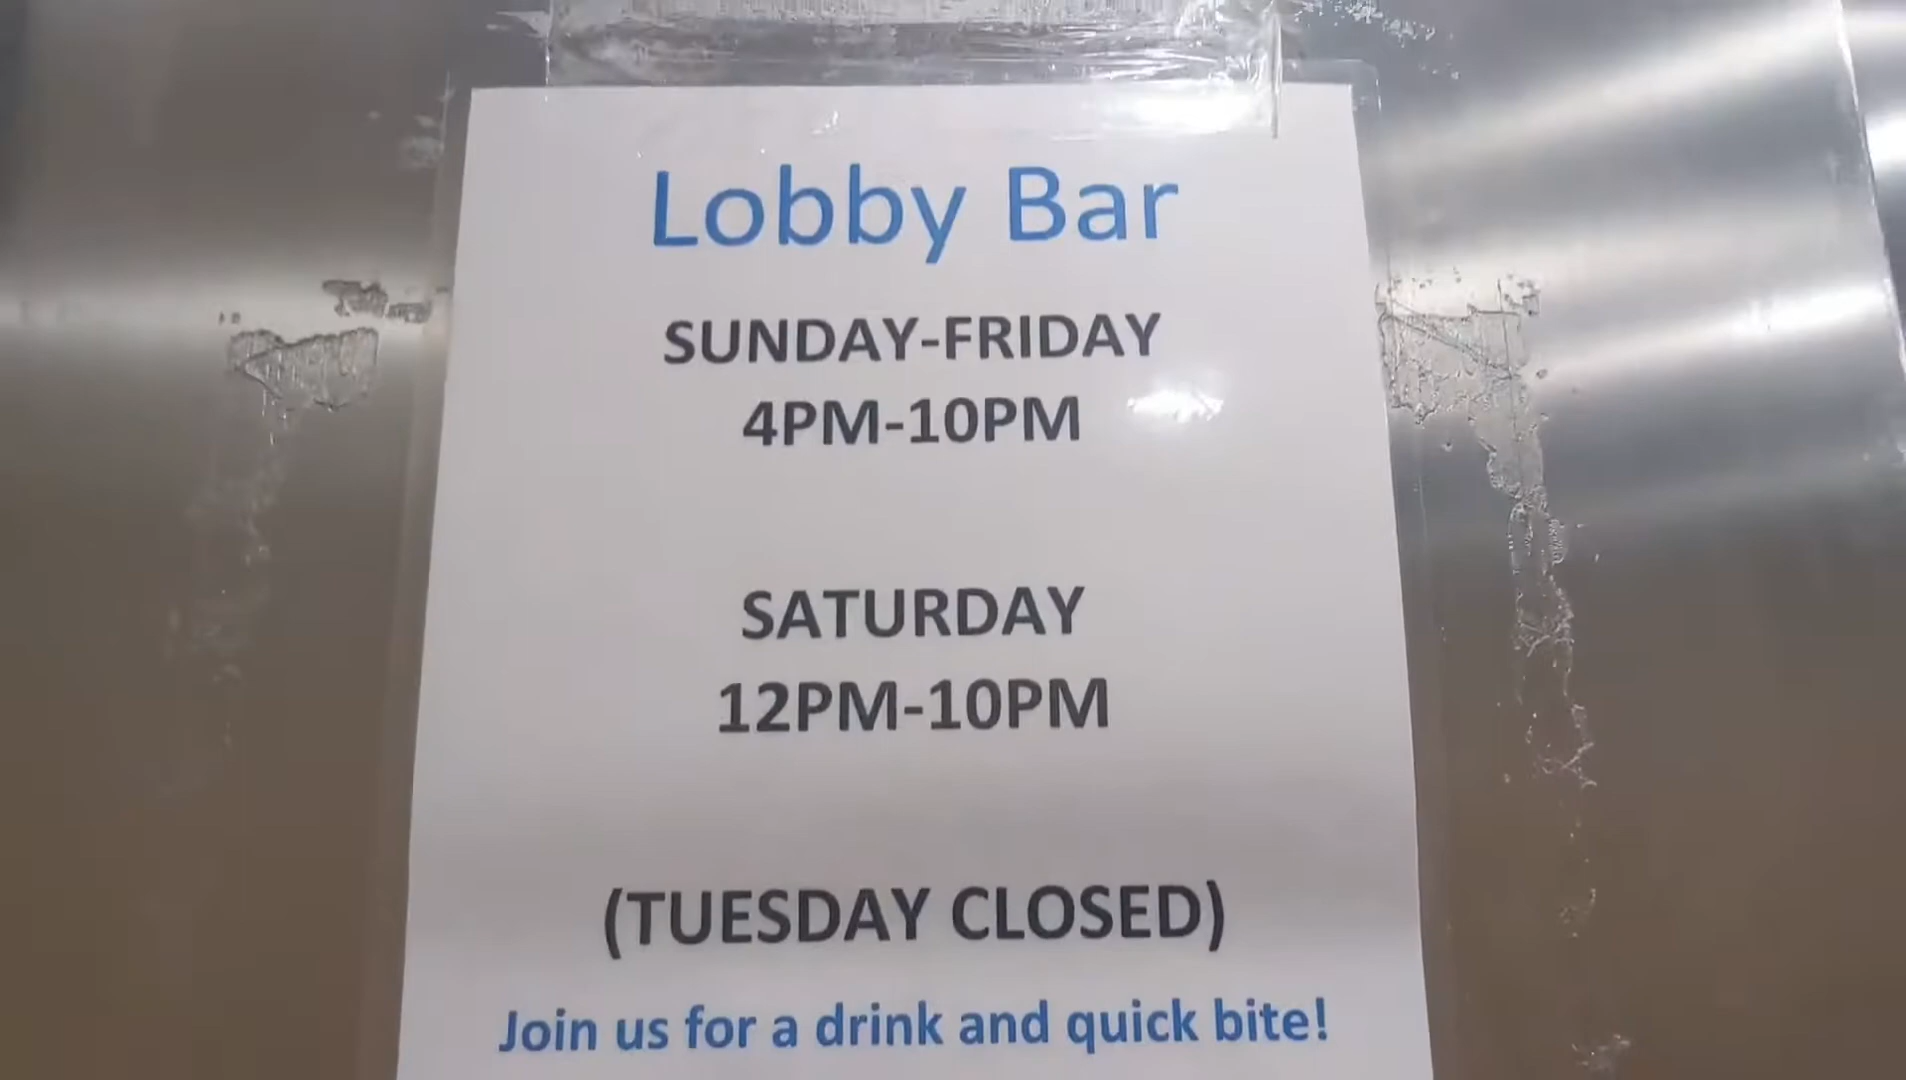 Lobby Bar
SUNDAY-FRIDAY
4PM-10PM
SATURDAY
12PM-10PM
(TUESDAY CLOSED)
Join us for a drink and quick bite!